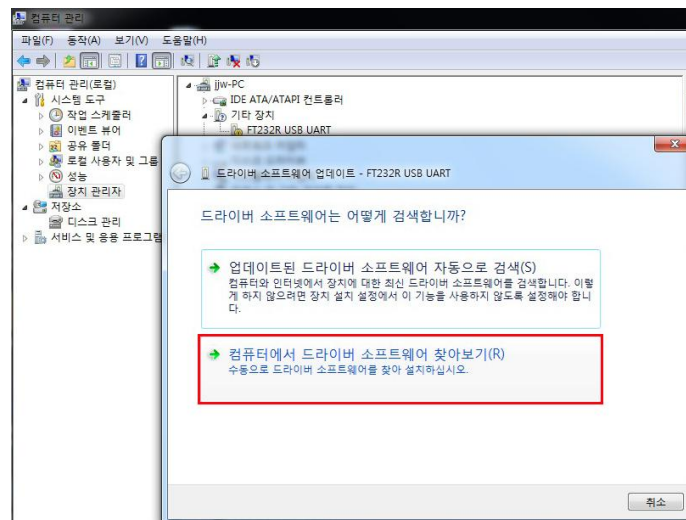 컴퓨터 관리
파일(F) 동작(A) 보기(V) 도움말(H)
컴퓨터 관리(로컬)
시스템 도구
작업 스케줄러
이벤트 뷰어
공유 폴더
로컬 사용자 및 그룹
성능
장치 관리자
저장소
디스크 관리
서비스 및 응용 프로그램
jjw-PC
IDE ATA/ATAPI 컨트롤러
기타 장치
FT232R USB UART
드라이버 소프트웨어 업데이트 - FT232R USB UART
드라이버 소프트웨어는 어떻게 검색합니까?
업데이트된 드라이버 소프트웨어 자동으로 검색(S)
컴퓨터와 인터넷에서 장치에 대한 최신 드라이버 소프트웨어를 검색합니다. 이렇
게 하지 않으려면 장치 설치 설정에서 이 기능을 사용하지 않도록 설정해야 합니
다.
컴퓨터에서 드라이버 소프트웨어 찾아보기(R)
수동으로 드라이버 소프트웨어를 찾아 설치하십시오.
취소